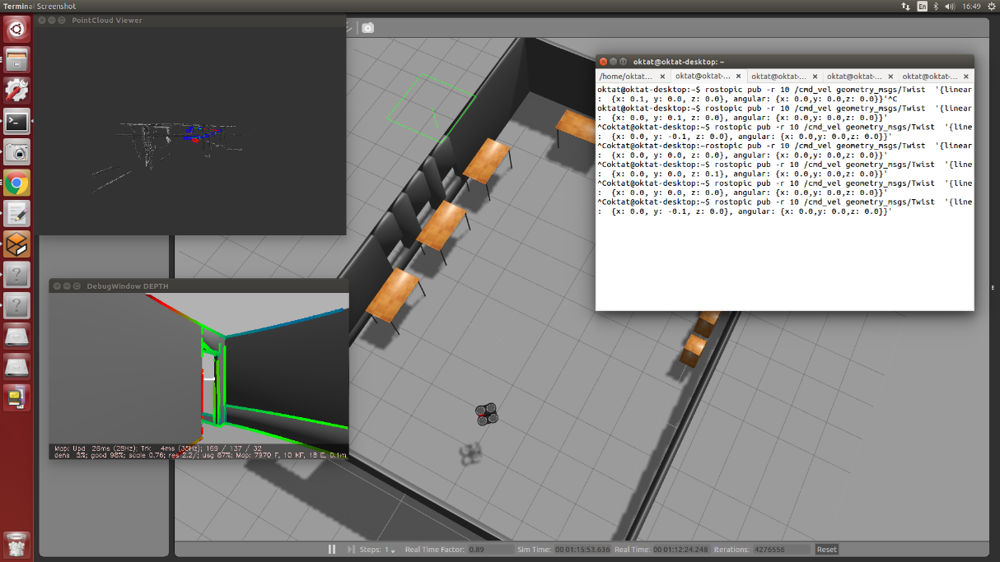 Terminal Screenshot
En
16:49
PointCloud Viewer
oktat@oktat-desktop: ~
/home/oktat... oktat@oktat-... oktat@oktat-... oktat@oktat-... oktat@oktat-...
oktat@oktat-desktop:~$ rostopic pub -r 10 /cmd_vel geometry_msgs/Twist '{linear
: {x: 0.1, y: 0.0, z: 0.0}, angular: {x: 0.0,y: 0.0,z: 0.0}}'^C
oktat@oktat-desktop:~$ rostopic pub -r 10 /cmd_vel geometry_msgs/Twist '{linear
: {x: 0.0, y: 0.1, z: 0.0}, angular: {x: 0.0,y: 0.0,z: 0.0}}'
^Coktat@oktat-desktop:~$ rostopic pub -r 10 /cmd_vel geometry_msgs/Twist '{line
: {x: 0.0, y: -0.1, z: 0.0}, angular: {x: 0.0,y: 0.0,z: 0.0}}'
^Coktat@oktat-desktop:~rostopic pub -r 10 /cmd_vel geometry_msgs/Twist '{line
: {x: 0.0, y: 0.0, z: 0.0}, angular: {x: 0.0,y: 0.0,z: 0.0}}'
^Coktat@oktat-desktop:~$ rostopic pub -r 10 /cmd_vel geometry_msgs/Twist '{line
: {x: 0.0, y: 0.0, z: 0.1}, angular: {x: 0.0,y: 0.0,z: 0.0}}'
^Coktat@oktat-desktop:~$ rostopic pub -r 10 /cmd_vel geometry_msgs/Twist '{line
: {x: 0.0, y: 0.0, z: 0.0}, angular: {x: 0.0,y: 0.0,z: 0.0}}'
^Coktat@oktat-desktop:~$ rostopic pub -r 10 /cmd_vel geometry_msgs/Twist '{line
: {x: 0.0, y: -0.1, z: 0.0}, angular: {x: 0.0,y: 0.0,z: 0.0}}'
DebugWindow DEPTH
Map: Upd 26ms (28Hz); Trk 4ms (35Hz); 169 / 137 / 32
dens 5%; good 98%; scale 0.76; res 2.2/; usg 87%; Map: 7970 F, 10 KF, 18 E, 0.1m
Steps: 1 Real Time Factor: 0.89 Sim Time: 00 01:15:53.636 Real Time: 00 01:12:24.248 Iterations: 4276556 Reset